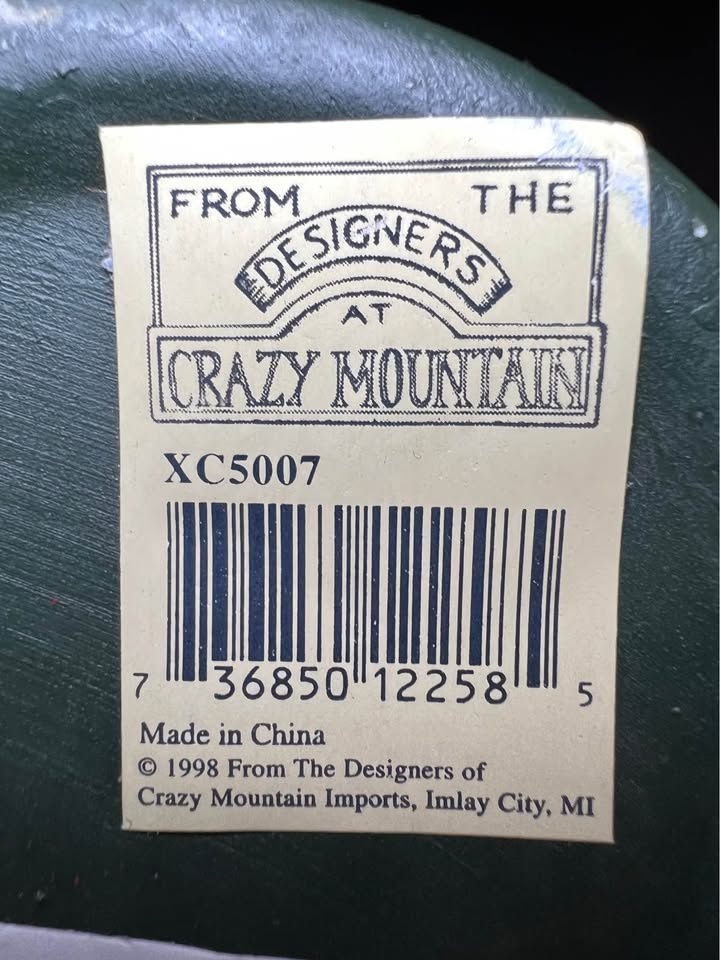 FROM THE
DESIGNERS
AT
CRAZY MOUNTAIN
XC5007
7 36850 12258 5
Made in China
© 1998 From The Designers of
Crazy Mountain Imports, Imlay City, MI